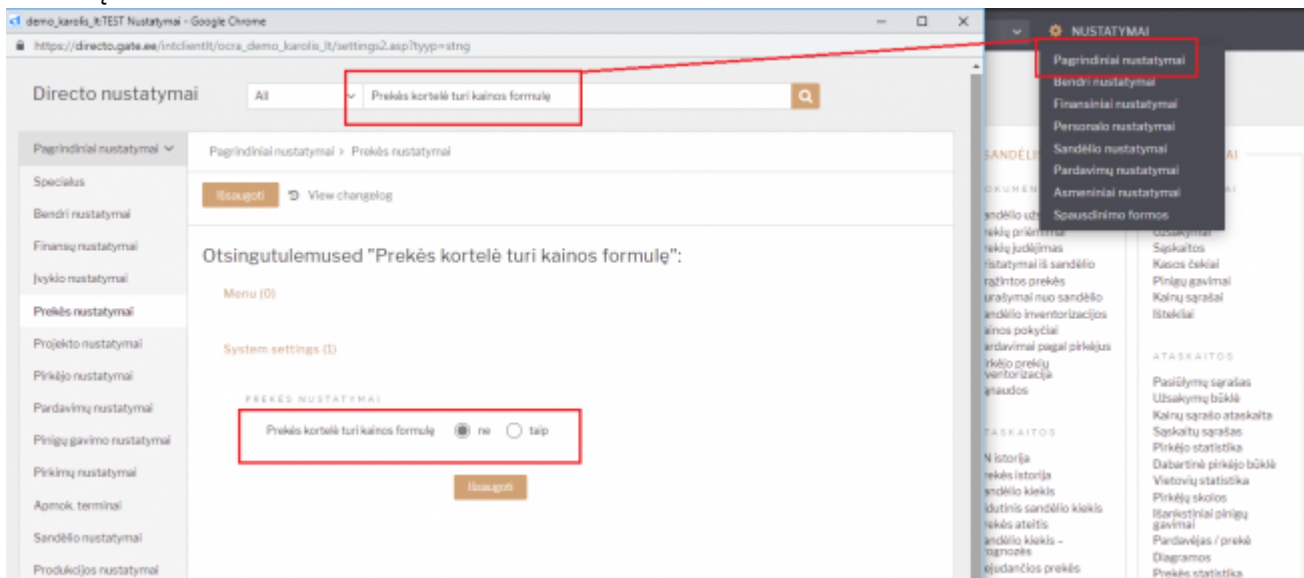 demo_karolis_lt:TEST Nustatymai - Google Chrome
https://directo.gate.ee/intclientlt/ocra_demo_karolis_lt/settings2.asp?tyyp=stng
NUSTATYMAI
Pagrindiniai nustatymai
Bendri nustatymai
Finansiniai nustatymai
Personalo nustatymai
Sandėlio nustatymai
Pardavimų nustatymai
Asmeniniai nustatymai
Spausdinimo formos
Directo nustatymai
All
Prekės kortelė turi kainos formulę
Pagrindiniai nustatymai
Specialus
Bendri nustatymai
Finansų nustatymai
Įvykio nustatymai
Prekės nustatymai
Projekto nustatymai
Pirkėjo nustatymai
Pardavimų nustatymai
Pinigų gavimo nustatymai
Pirkimų nustatymai
Apmok. terminai
Sandėlio nustatymai
Produkcijos nustatymai
Pagrindiniai nustatymai > Prekės nustatymai
Išsaugoti View changelog
Otsingutulemused "Prekės kortelė turi kainos formulę":
Menu (0)
System settings (1)
PREKĖS NUSTATYMAI
Prekės kortelė turi kainos formulę ne taip
Išsaugoti
Užsakymai
Sąskaitos
Kasos čekiai
Pinigų gavimai
Kainų sąrašai
Ištekliai
ATASKAITOS
Pasiūlymų sąrašas
Užsakymų būklė
Kainų sąrašo ataskaita
Sąskaitų sąrašas
Pirkėjo statistika
Dabartinė pirkėjo būklė
Vietovių statistika
Pirkėjų skolos
Išankstiniai pinigų
gavimai
Pardavėjas / prekė
Diagramos
Prekės statistika